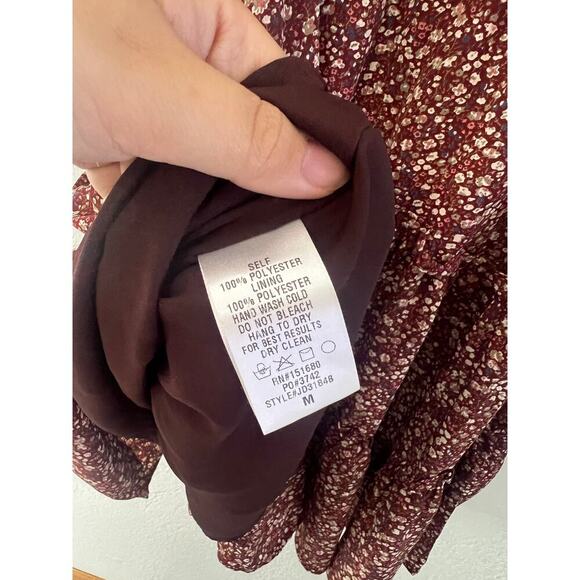 SELF
100% POLYESTER
LINING
100% POLYESTER
HAND WASH COLD
DO NOT BLEACH
HANG TO DRY
FOR BEST RESULTS
DRY CLEAN
RN#151680
PO#3742
STYLE#JD3184B
M